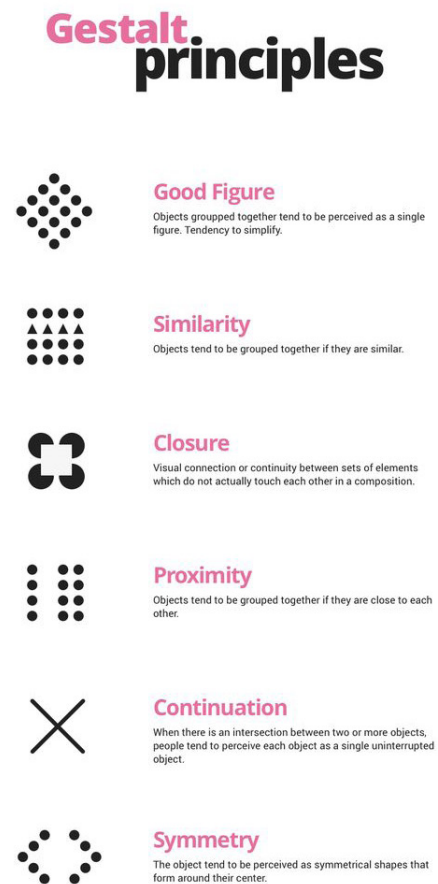 Gestalt
principles
Good Figure
Objects groupped together tend to be perceived as a single
figure. Tendency to simplify.
Similarity
Objects tend to be grouped together if they are similar.
Closure
Visual connection or continuity between sets of elements
which do not actually touch each other in a composition.
Proximity
Objects tend to be grouped together if they are close to each
other.
Continuation
When there is an intersection between two or more objects,
people tend to perceive each object as a single uninterrupted
object.
Symmetry
The object tend to be perceived as symmetrical shapes that
form around their center.